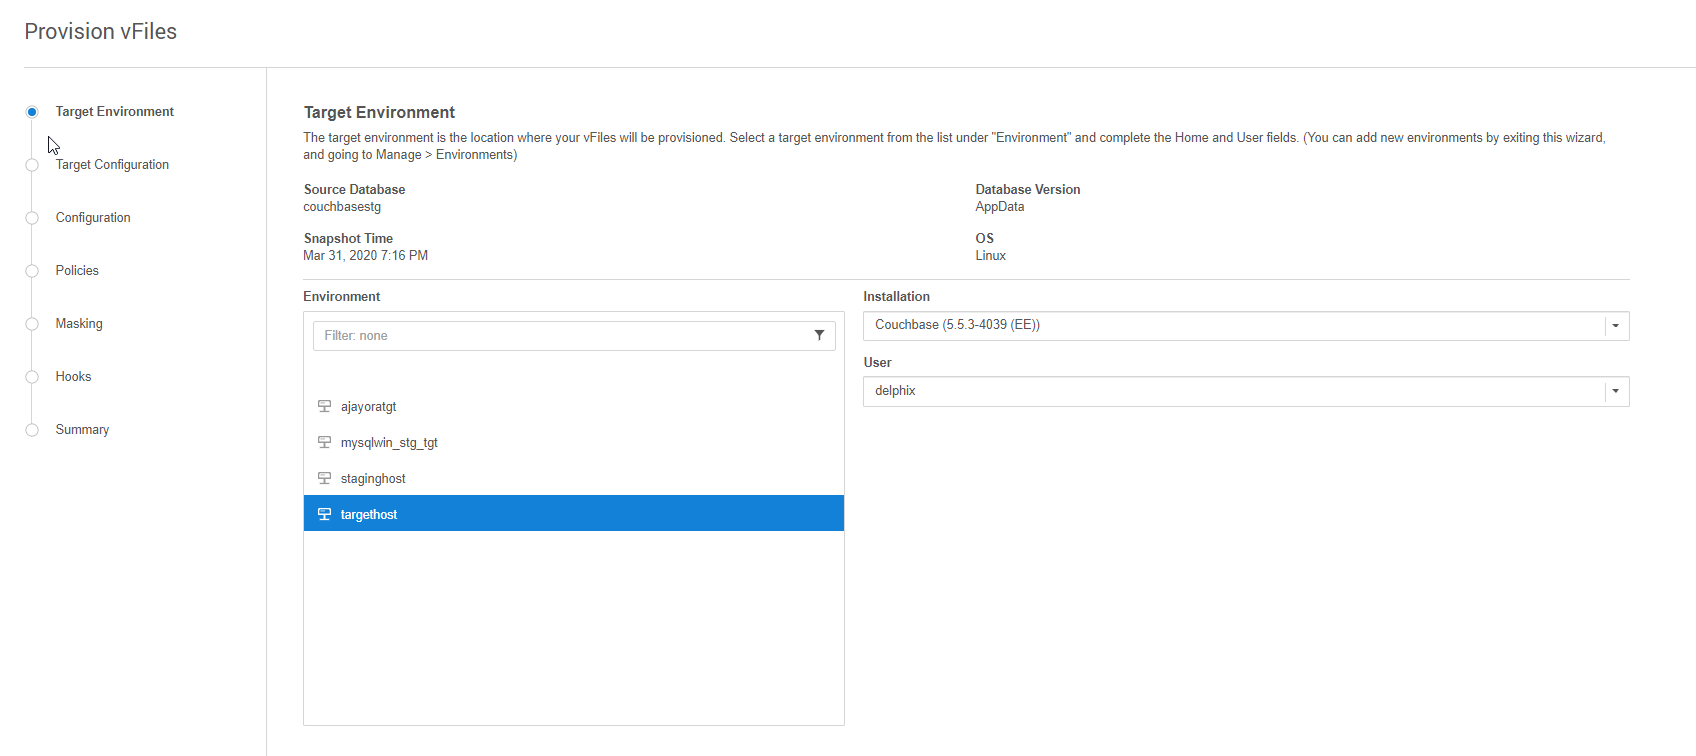 Provision vFiles
Target Environment
Target Configuration
Configuration
Policies
Masking
Hooks
Summary
Target Environment
The target environment is the location where your vFiles will be provisioned. Select a target environment from the list under "Environment" and complete the Home and User fields. (You can add new environments by exiting this wizard,
and going to Manage > Environments)
Source Database
couchbasestg
Database Version
AppData
Snapshot Time
Mar 31, 2020 7:16 PM
OS
Linux
Environment
Filter: none
ajayoratgt
mysqlwin_stg_tgt
staginghost
targethost
Installation
Couchbase (5.5.3-4039 (EE))
User
delphix